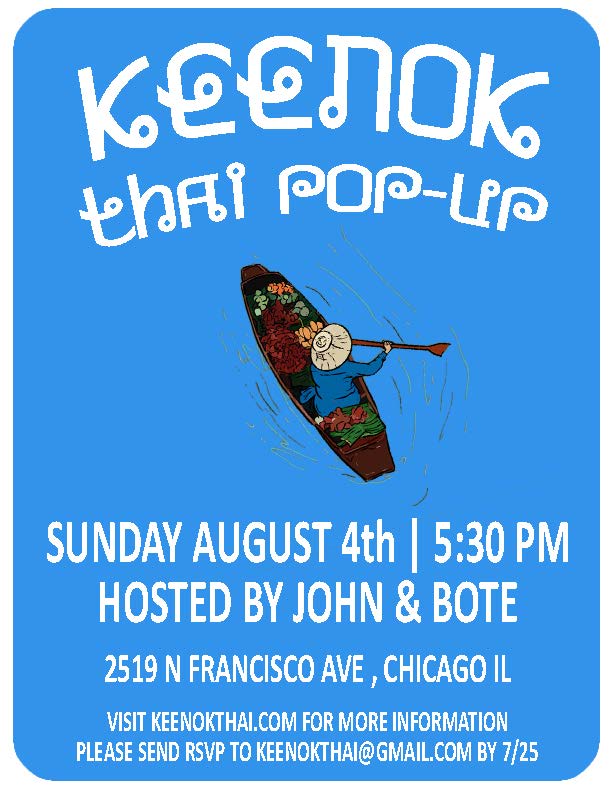 KEENOK
thAi POP-UP
SUNDAY AUGUST 4th | 5:30 PM
HOSTED BY JOHN & BOTE
2519 N FRANCISCO AVE , CHICAGO IL
VISIT KEENOKTHAI.COM FOR MORE INFORMATION
PLEASE SEND RSVP TO KEENOKTHAI@GMAIL.COM BY 7/25